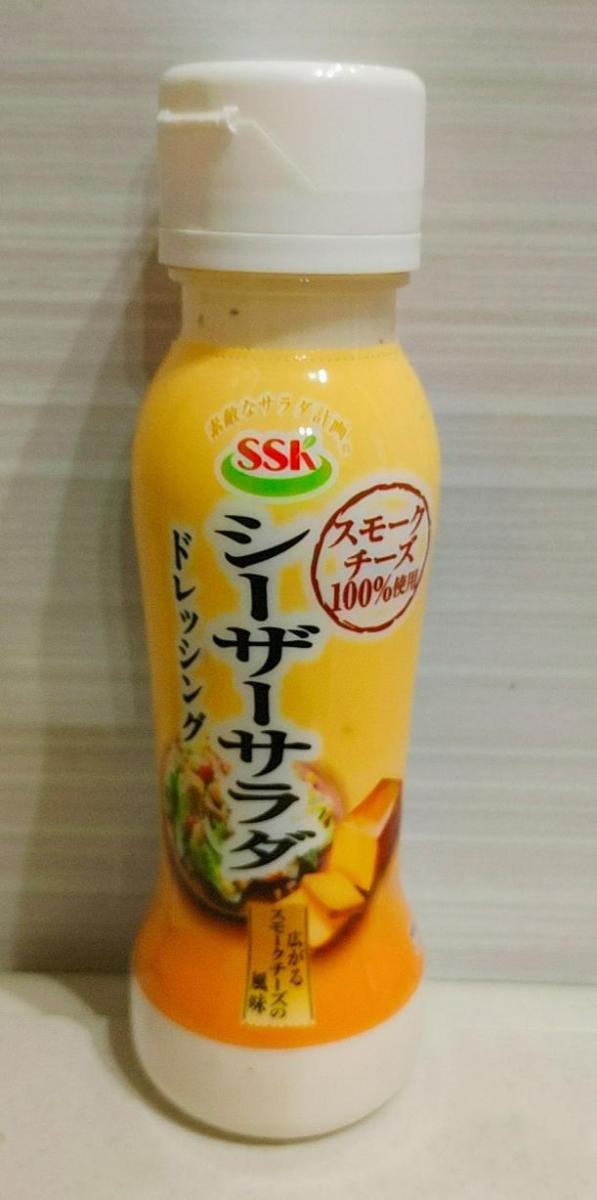 素敵なサラダ計画®
SSK
スモーク
チーズ
100%使用
シーザーサラダ
ドレッシング
広がる
スモークチーズの
風味